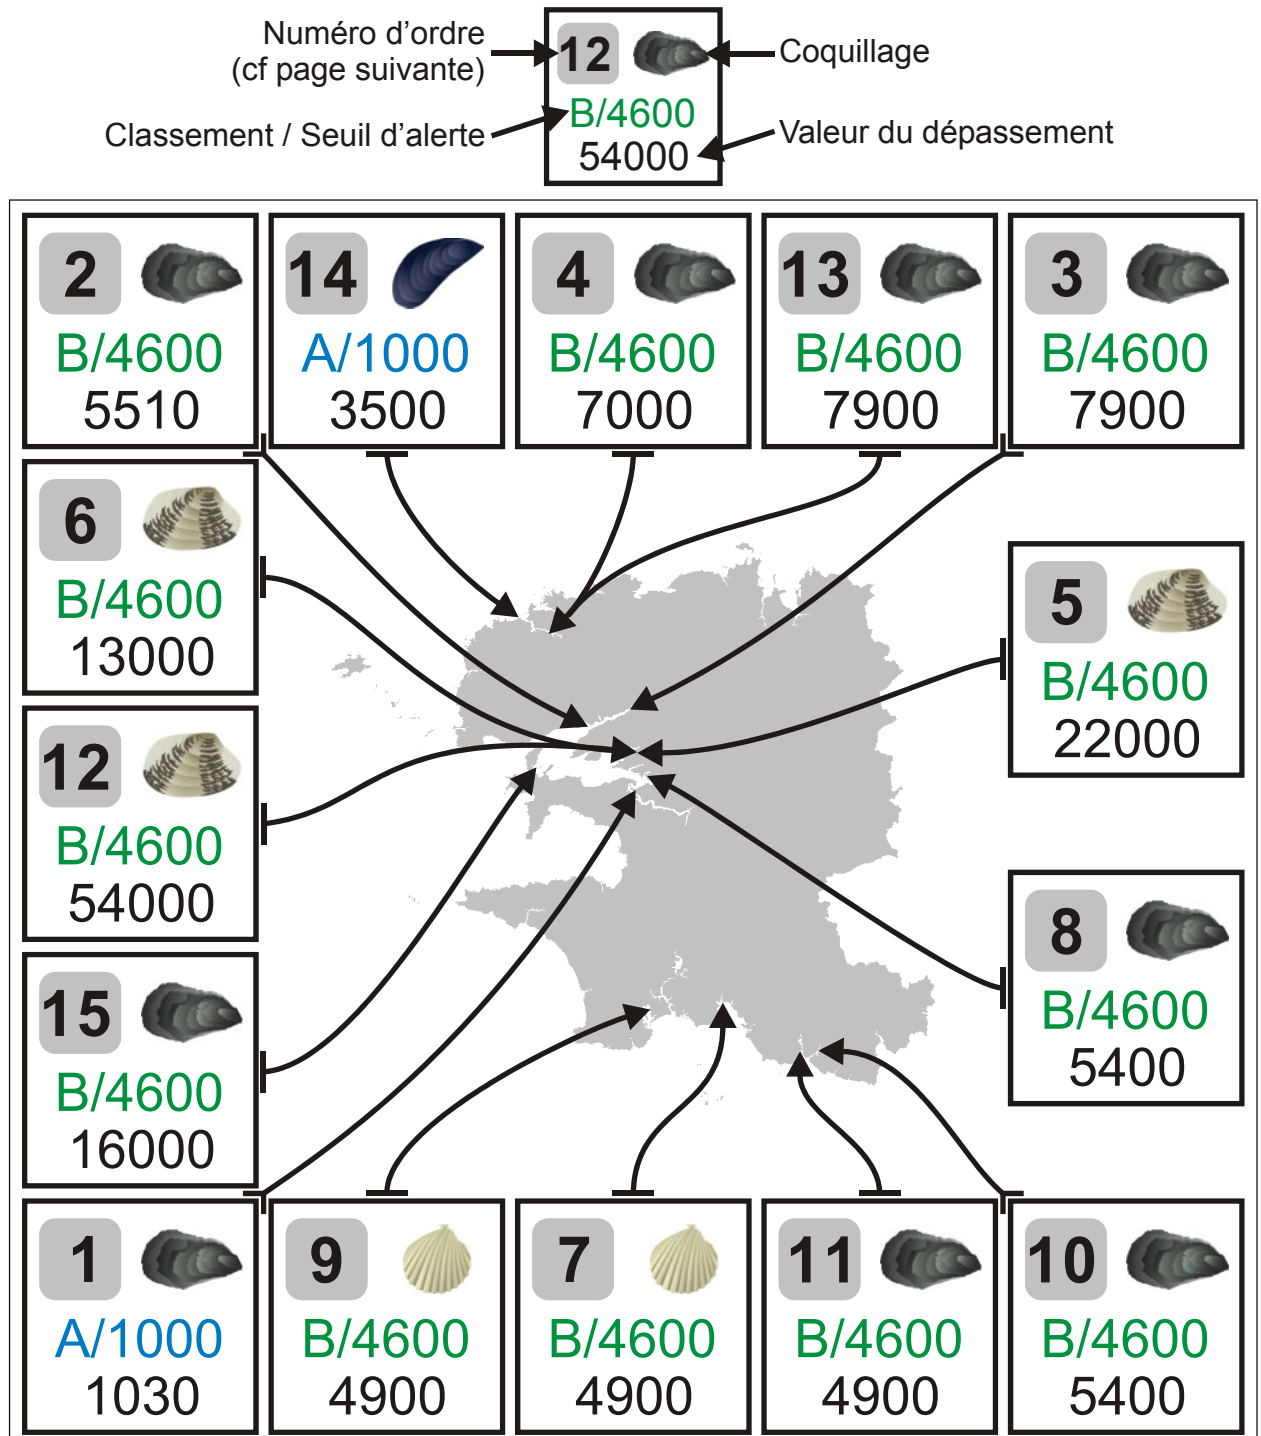 Numéro d'ordre
(cf page suivante)
12
Coquillage
Classement / Seuil d'alerte
B/4600
54000
Valeur du dépassement
2
B/4600
5510
14
A/1000
3500
4
B/4600
7000
13
B/4600
7900
3
B/4600
7900
6
B/4600
13000
5
B/4600
22000
12
B/4600
54000
8
B/4600
5400
15
B/4600
16000
1
A/1000
1030
9
B/4600
4900
7
B/4600
4900
11
B/4600
4900
10
B/4600
5400